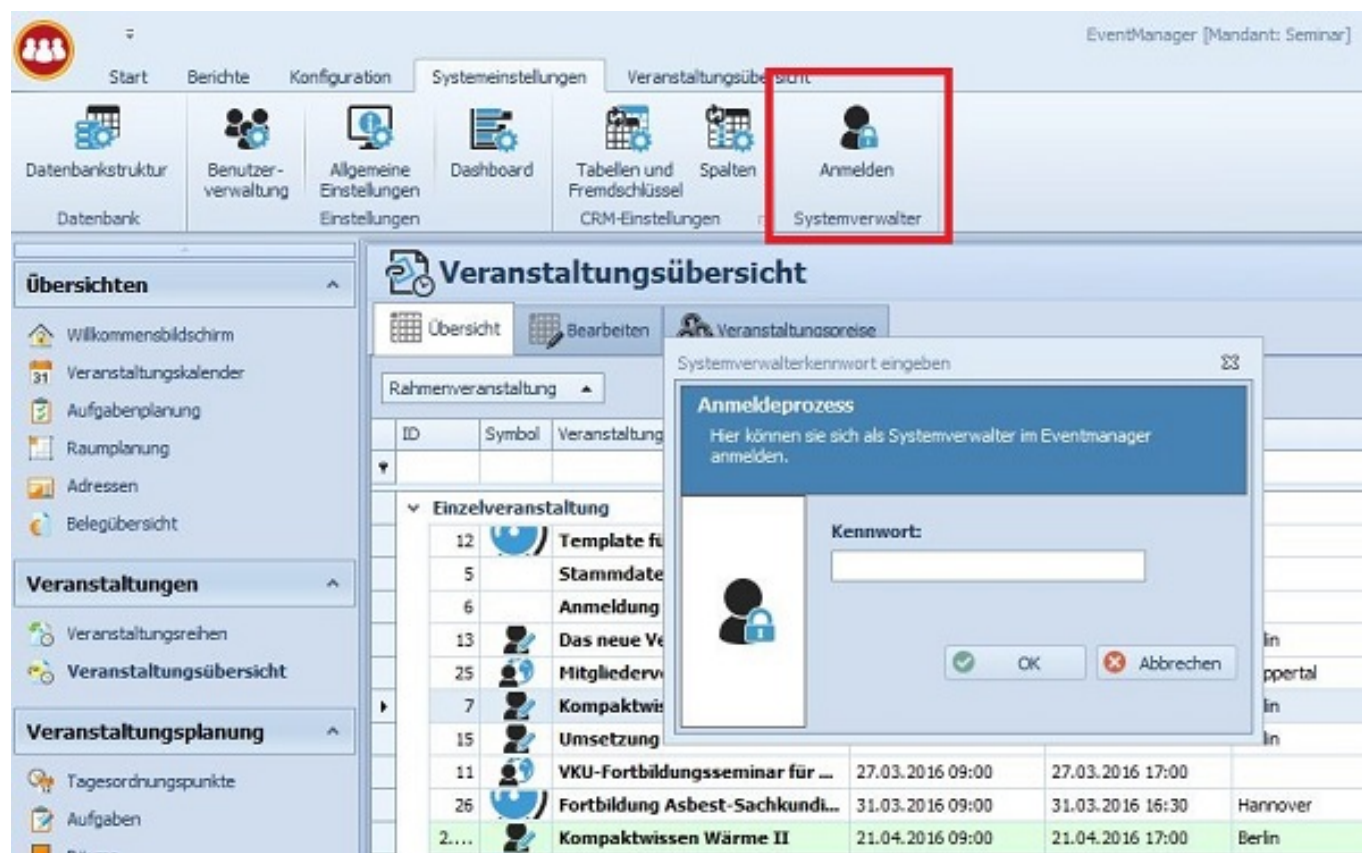 EventManager [Mandant: Seminar]
Start Berichte Konfiguration Systemeinstellungen Veranstaltungsübersicht
Datenbankstruktur Benutzer- Allgemeine Dashboard Tabellen und Spalten Anmelden
verwaltung Einstellungen Fremdschlüssel
Datenbank Einstellungen CRM-Einstellungen Systemverwalter
Übersichten
Willkommensbildschirm
31 Veranstaltungskalender
Aufgabenplanung
Raumplanung
Adressen
Belegübersicht
Veranstaltungen
Veranstaltungsreihen
Veranstaltungsübersicht
Veranstaltungsplanung
Tagesordnungspunkte
Aufgaben
Veranstaltungsübersicht
Übersicht Bearbeiten Veranstaltungspreise
Rahmenveranstaltung
ID Symbol Veranstaltung
Einzelveranstaltung
12 Template fü
5 Stammdate
6 Anmeldung
13 Das neue Ve lin
25 Mitgliederv ppertal
7 Kompaktwis lin
15 Umsetzung lin
11 VKU-Fortbildungsseminar für ... 27.03.2016 09:00 27.03.2016 17:00
26 Fortbildung Asbest-Sachkundi... 31.03.2016 09:00 31.03.2016 16:30 Hannover
2.... Kompaktwissen Wärme II 21.04.2016 09:00 21.04.2016 17:00 Berlin
Systemverwalterkennwort eingeben
Anmeldeprozess
Hier können sie sich als Systemverwalter im Eventmanager
anmelden.
Kennwort:
OK Abbrechen